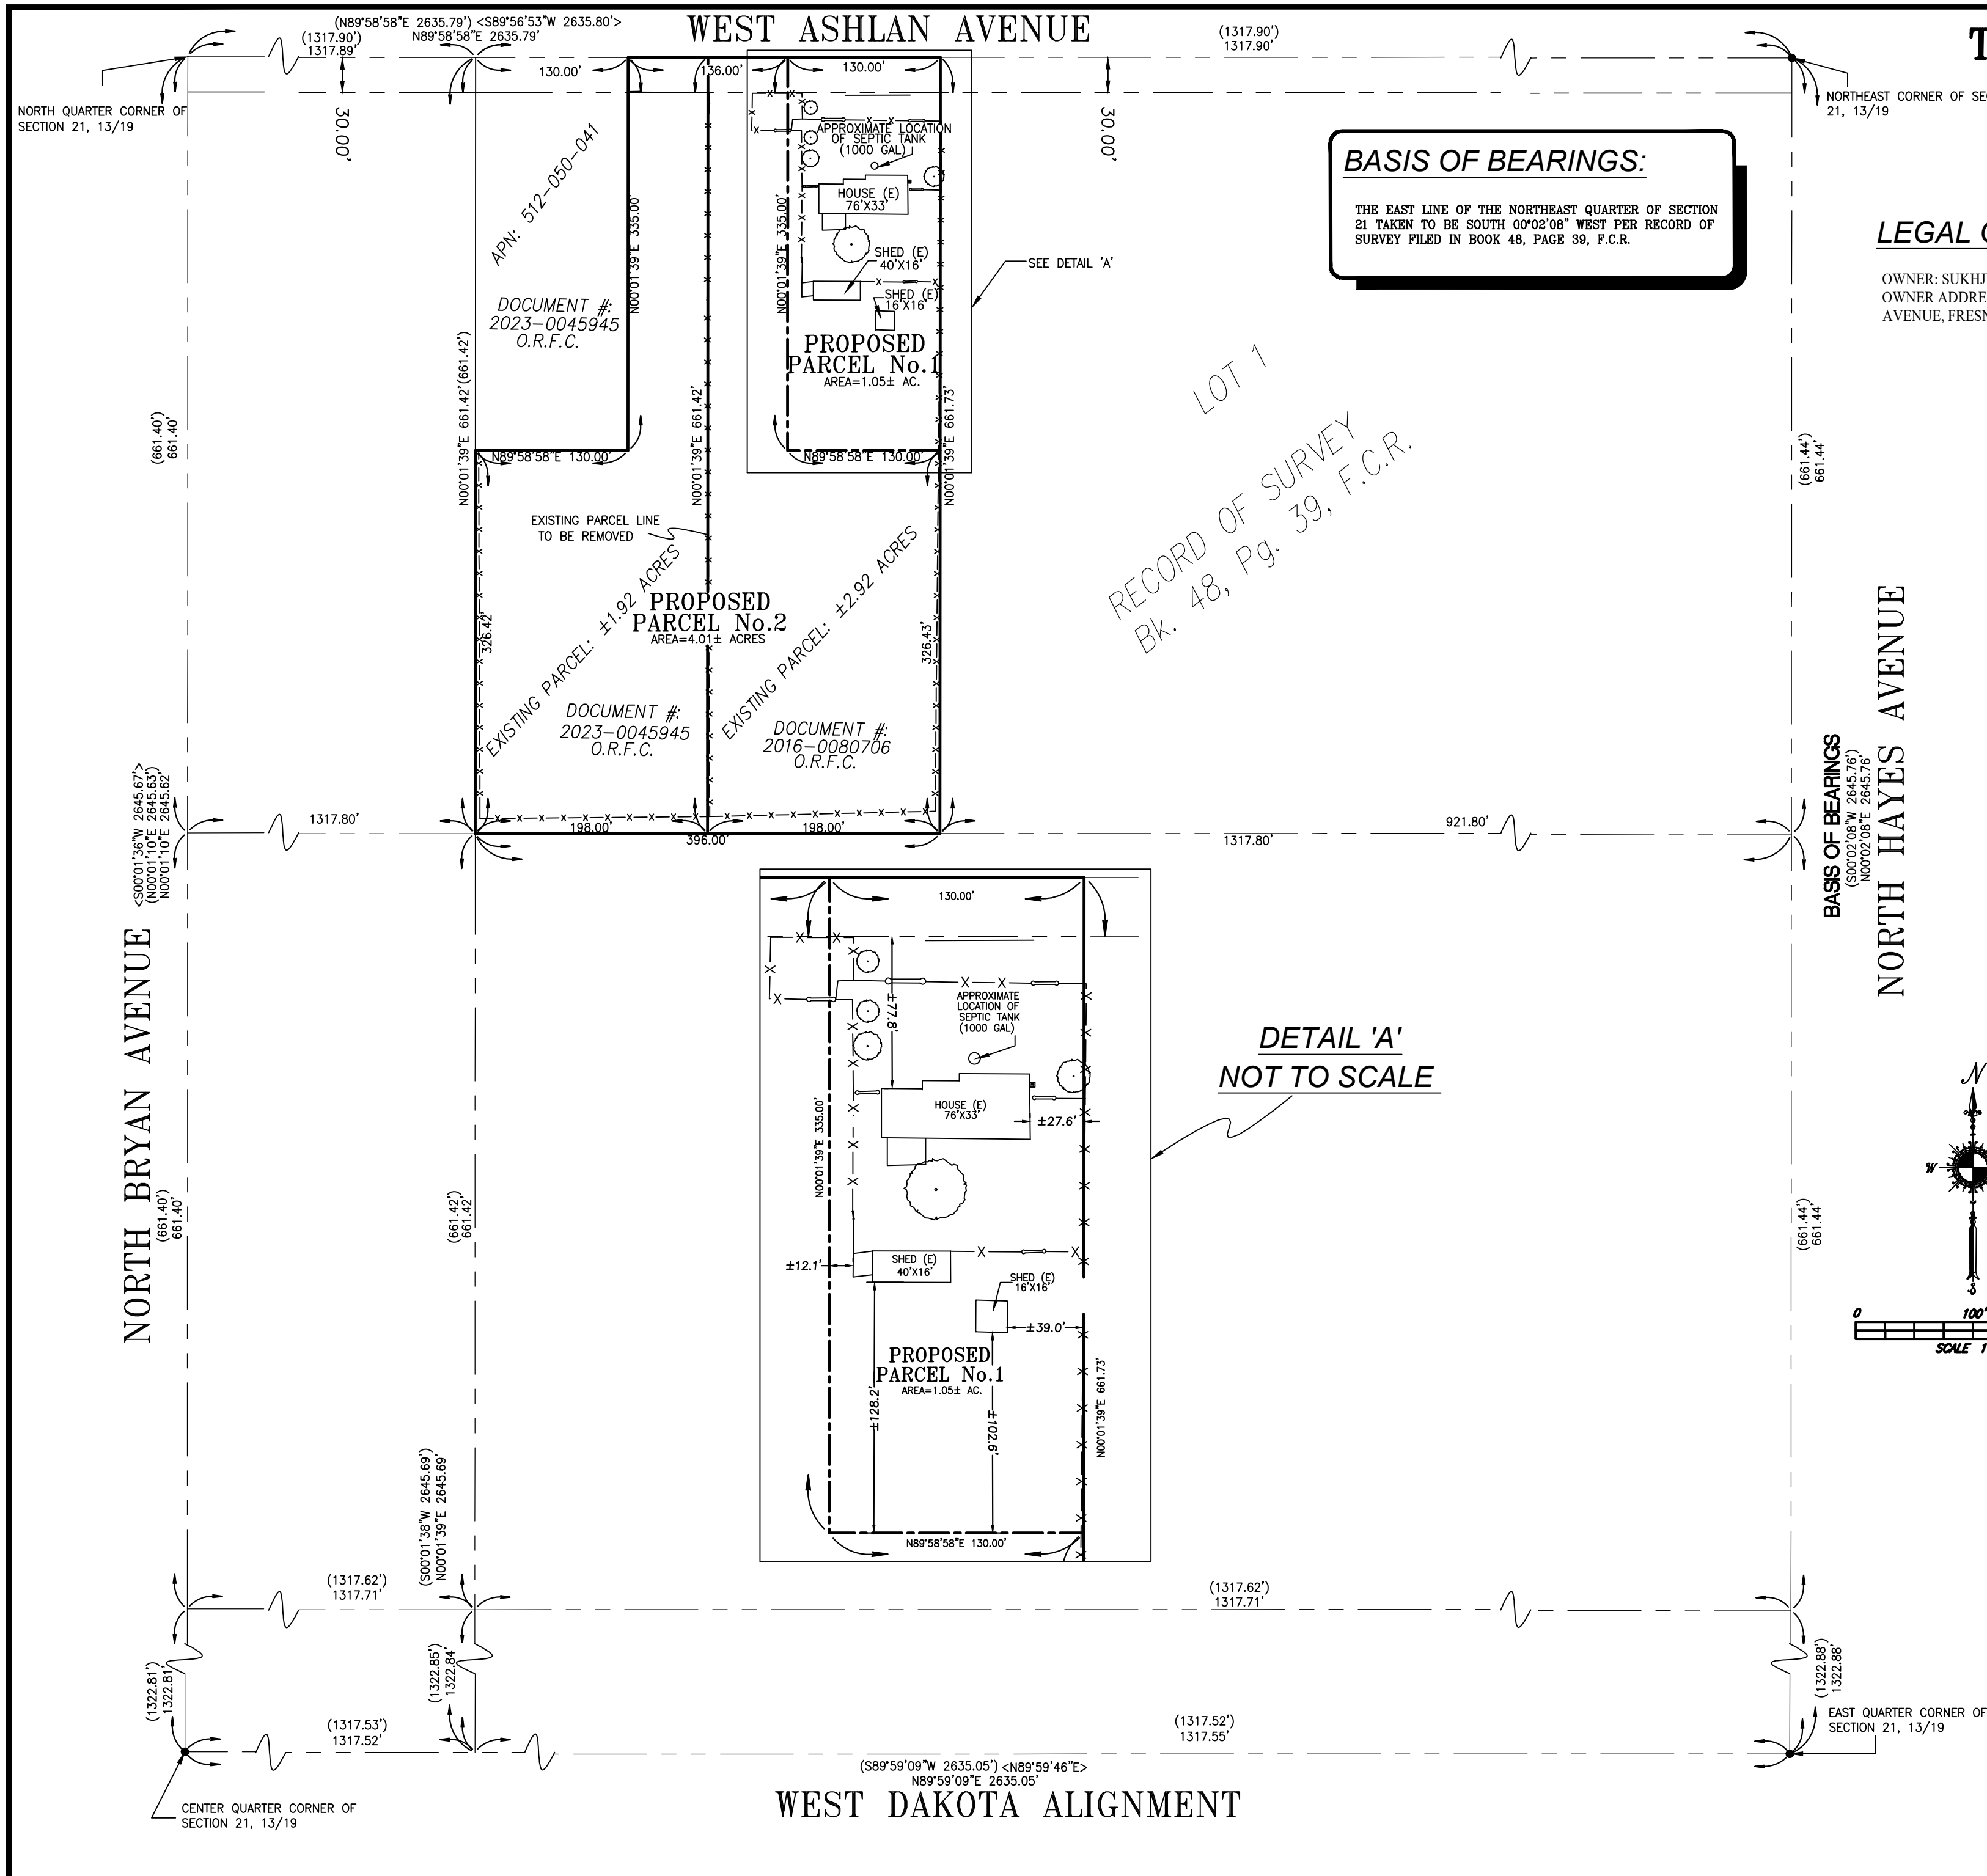 WEST ASHLAN AVENUE
(N89°58'58"E 2635.79') <S89°56'53"W 2635.80'>
N89°58'58"E 2635.79'
(1317.90')
1317.89'
(1317.90')
1317.90'
T
130.00'
136.00'
130.00'
NORTH QUARTER CORNER OF
SECTION 21, 13/19
NORTHEAST CORNER OF SE
21, 13/19
30.00'
30.00'
APN: 512-050-041
DOCUMENT #:
2023-0045945
O.R.F.C.
N00°01'39"E 335.00'
N00°01'39"E 335.00'
APPROXIMATE LOCATION
OF SEPTIC TANK
(1000 GAL)
HOUSE (E)
76'X33'
SHED (E)
40'X16'
SHED (E)
16'X16'
SEE DETAIL 'A'
PROPOSED
PARCEL No.1
AREA=1.05± AC.
BASIS OF BEARINGS:
THE EAST LINE OF THE NORTHEAST QUARTER OF SECTION
21 TAKEN TO BE SOUTH 00°02'08" WEST PER RECORD OF
SURVEY FILED IN BOOK 48, PAGE 39, F.C.R.
LEGAL
OWNER: SUKHJ
OWNER ADDRE
AVENUE, FRESN
LOT 1
RECORD OF SURVEY
Bk. 48, Pg. 39, F.C.R.
(661.40')
661.40'
N00°01'39"E 661.42'(661.42')
N00°01'39"E 661.42'
N00°01'39"E 661.73'
(661.44')
661.44'
N89°58'58"E 130.00'
N89°58'58"E 130.00'
EXISTING PARCEL LINE
TO BE REMOVED
EXISTING PARCEL: ±1.92 ACRES
EXISTING PARCEL: ±2.92 ACRES
PROPOSED
PARCEL No.2
AREA=4.01± ACRES
326.42'
326.43'
DOCUMENT #:
2023-0045945
O.R.F.C.
DOCUMENT #:
2016-0080706
O.R.F.C.
NORTH HAYES AVENUE
BASIS OF BEARINGS
(S00°02'08"W 2645.76')
N00°02'08"E 2645.76'
<S00°01'36"W 2645.67'>
(N00°01'10"E 2645.63')
N00°01'10"E 2645.62'
1317.80'
198.00'
396.00'
198.00'
1317.80'
921.80'
NORTH BRYAN AVENUE
130.00'
±77.8'
APPROXIMATE
LOCATION OF
SEPTIC TANK
(1000 GAL)
HOUSE (E)
76'X33'
±27.6'
N00°01'39"E 335.00'
DETAIL 'A'
NOT TO SCALE
N
W
S
(661.40')
661.40'
(661.42')
661.42'
(661.44')
661.44'
±12.1'
SHED (E)
40'X16'
SHED (E)
16'X16'
±39.0'
PROPOSED
PARCEL No.1
AREA=1.05± AC.
±128.2'
±102.6'
N00°01'39"E 661.73'
N89°58'58"E 130.00'
0 100'
SCALE 1
(S00°01'38"W 2645.69')
N00°01'39"E 2645.69'
(1317.62')
1317.71'
(1317.62')
1317.71'
(1322.81')
1322.81'
(1322.85')
1322.84'
(1322.88')
1322.88'
(1317.53')
1317.52'
(1317.52')
1317.55'
EAST QUARTER CORNER OF
SECTION 21, 13/19
(S89°59'09"W 2635.05') <N89°59'46"E>
N89°59'09"E 2635.05'
WEST DAKOTA ALIGNMENT
CENTER QUARTER CORNER OF
SECTION 21, 13/19